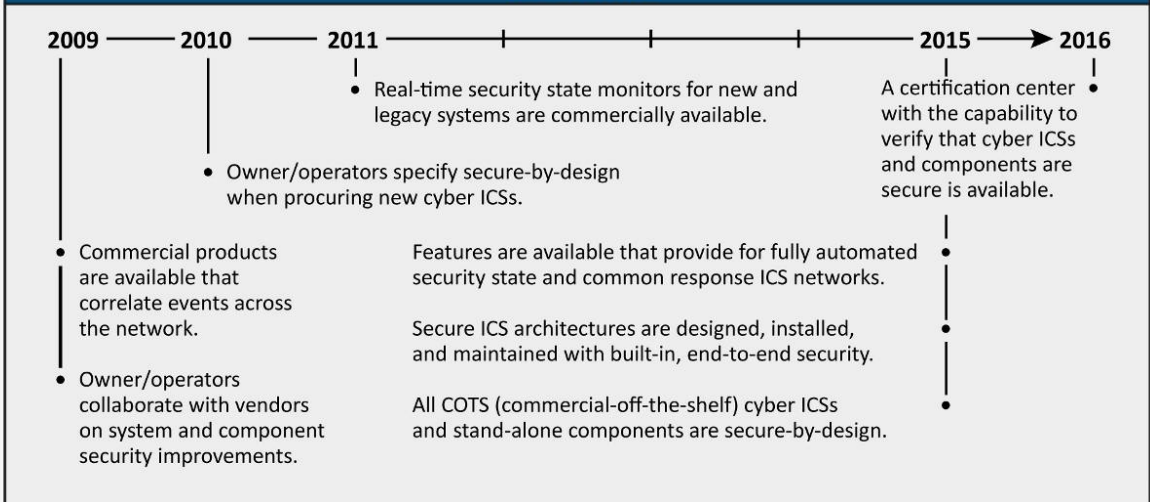 2009 2010 2011 2015 2016
Real-time security state monitors for new and
legacy systems are commercially available.
A certification center
with the capability to
verify that cyber ICSs
and components are
secure is available.
Owner/operators specify secure-by-design
when procuring new cyber ICSs.
Commercial products
are available that
correlate events across
the network.
Owner/operators
collaborate with vendors
on system and component
security improvements.
Features are available that provide for fully automated
security state and common response ICS networks.
Secure ICS architectures are designed, installed,
and maintained with built-in, end-to-end security.
All COTS (commercial-off-the-shelf) cyber ICSs
and stand-alone components are secure-by-design.